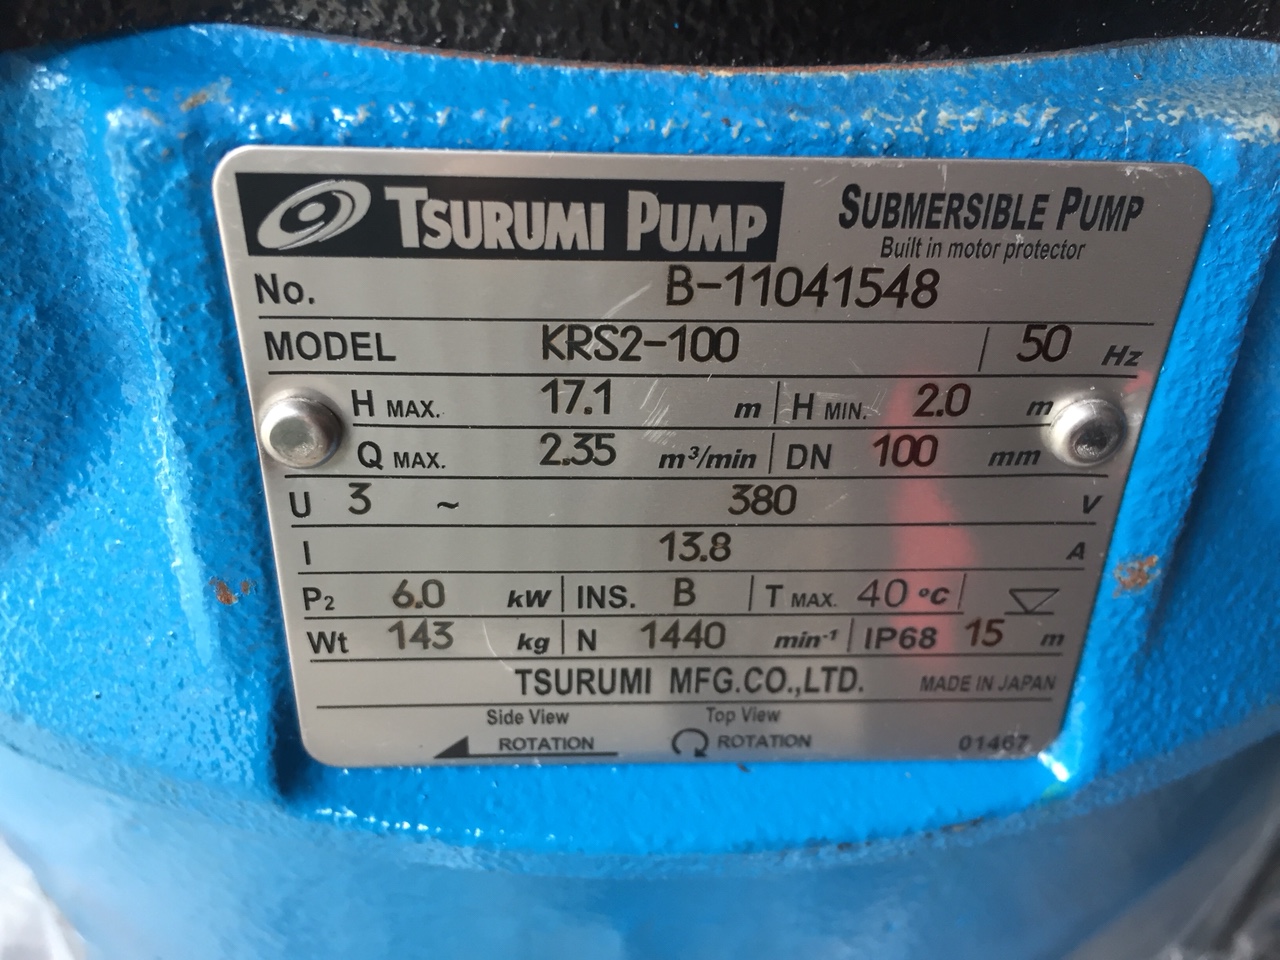 TSURUMI PUMP SUBMERSIBLE PUMP
Built in motor protector
No. B-11041548
MODEL KRS2-100 50 Hz
H MAX. 17.1 m H MIN. 2.0 m
Q MAX. 2.35 m³/min DN 100 mm
U 3 ~ 380 V
I 13.8 A
P2 6.0 kW INS. B T MAX. 40 °C
Wt 143 kg N 1440 min-1 IP68 15 m
TSURUMI MFG.CO.,LTD. MADE IN JAPAN
Side View Top View
ROTATION ROTATION 01467